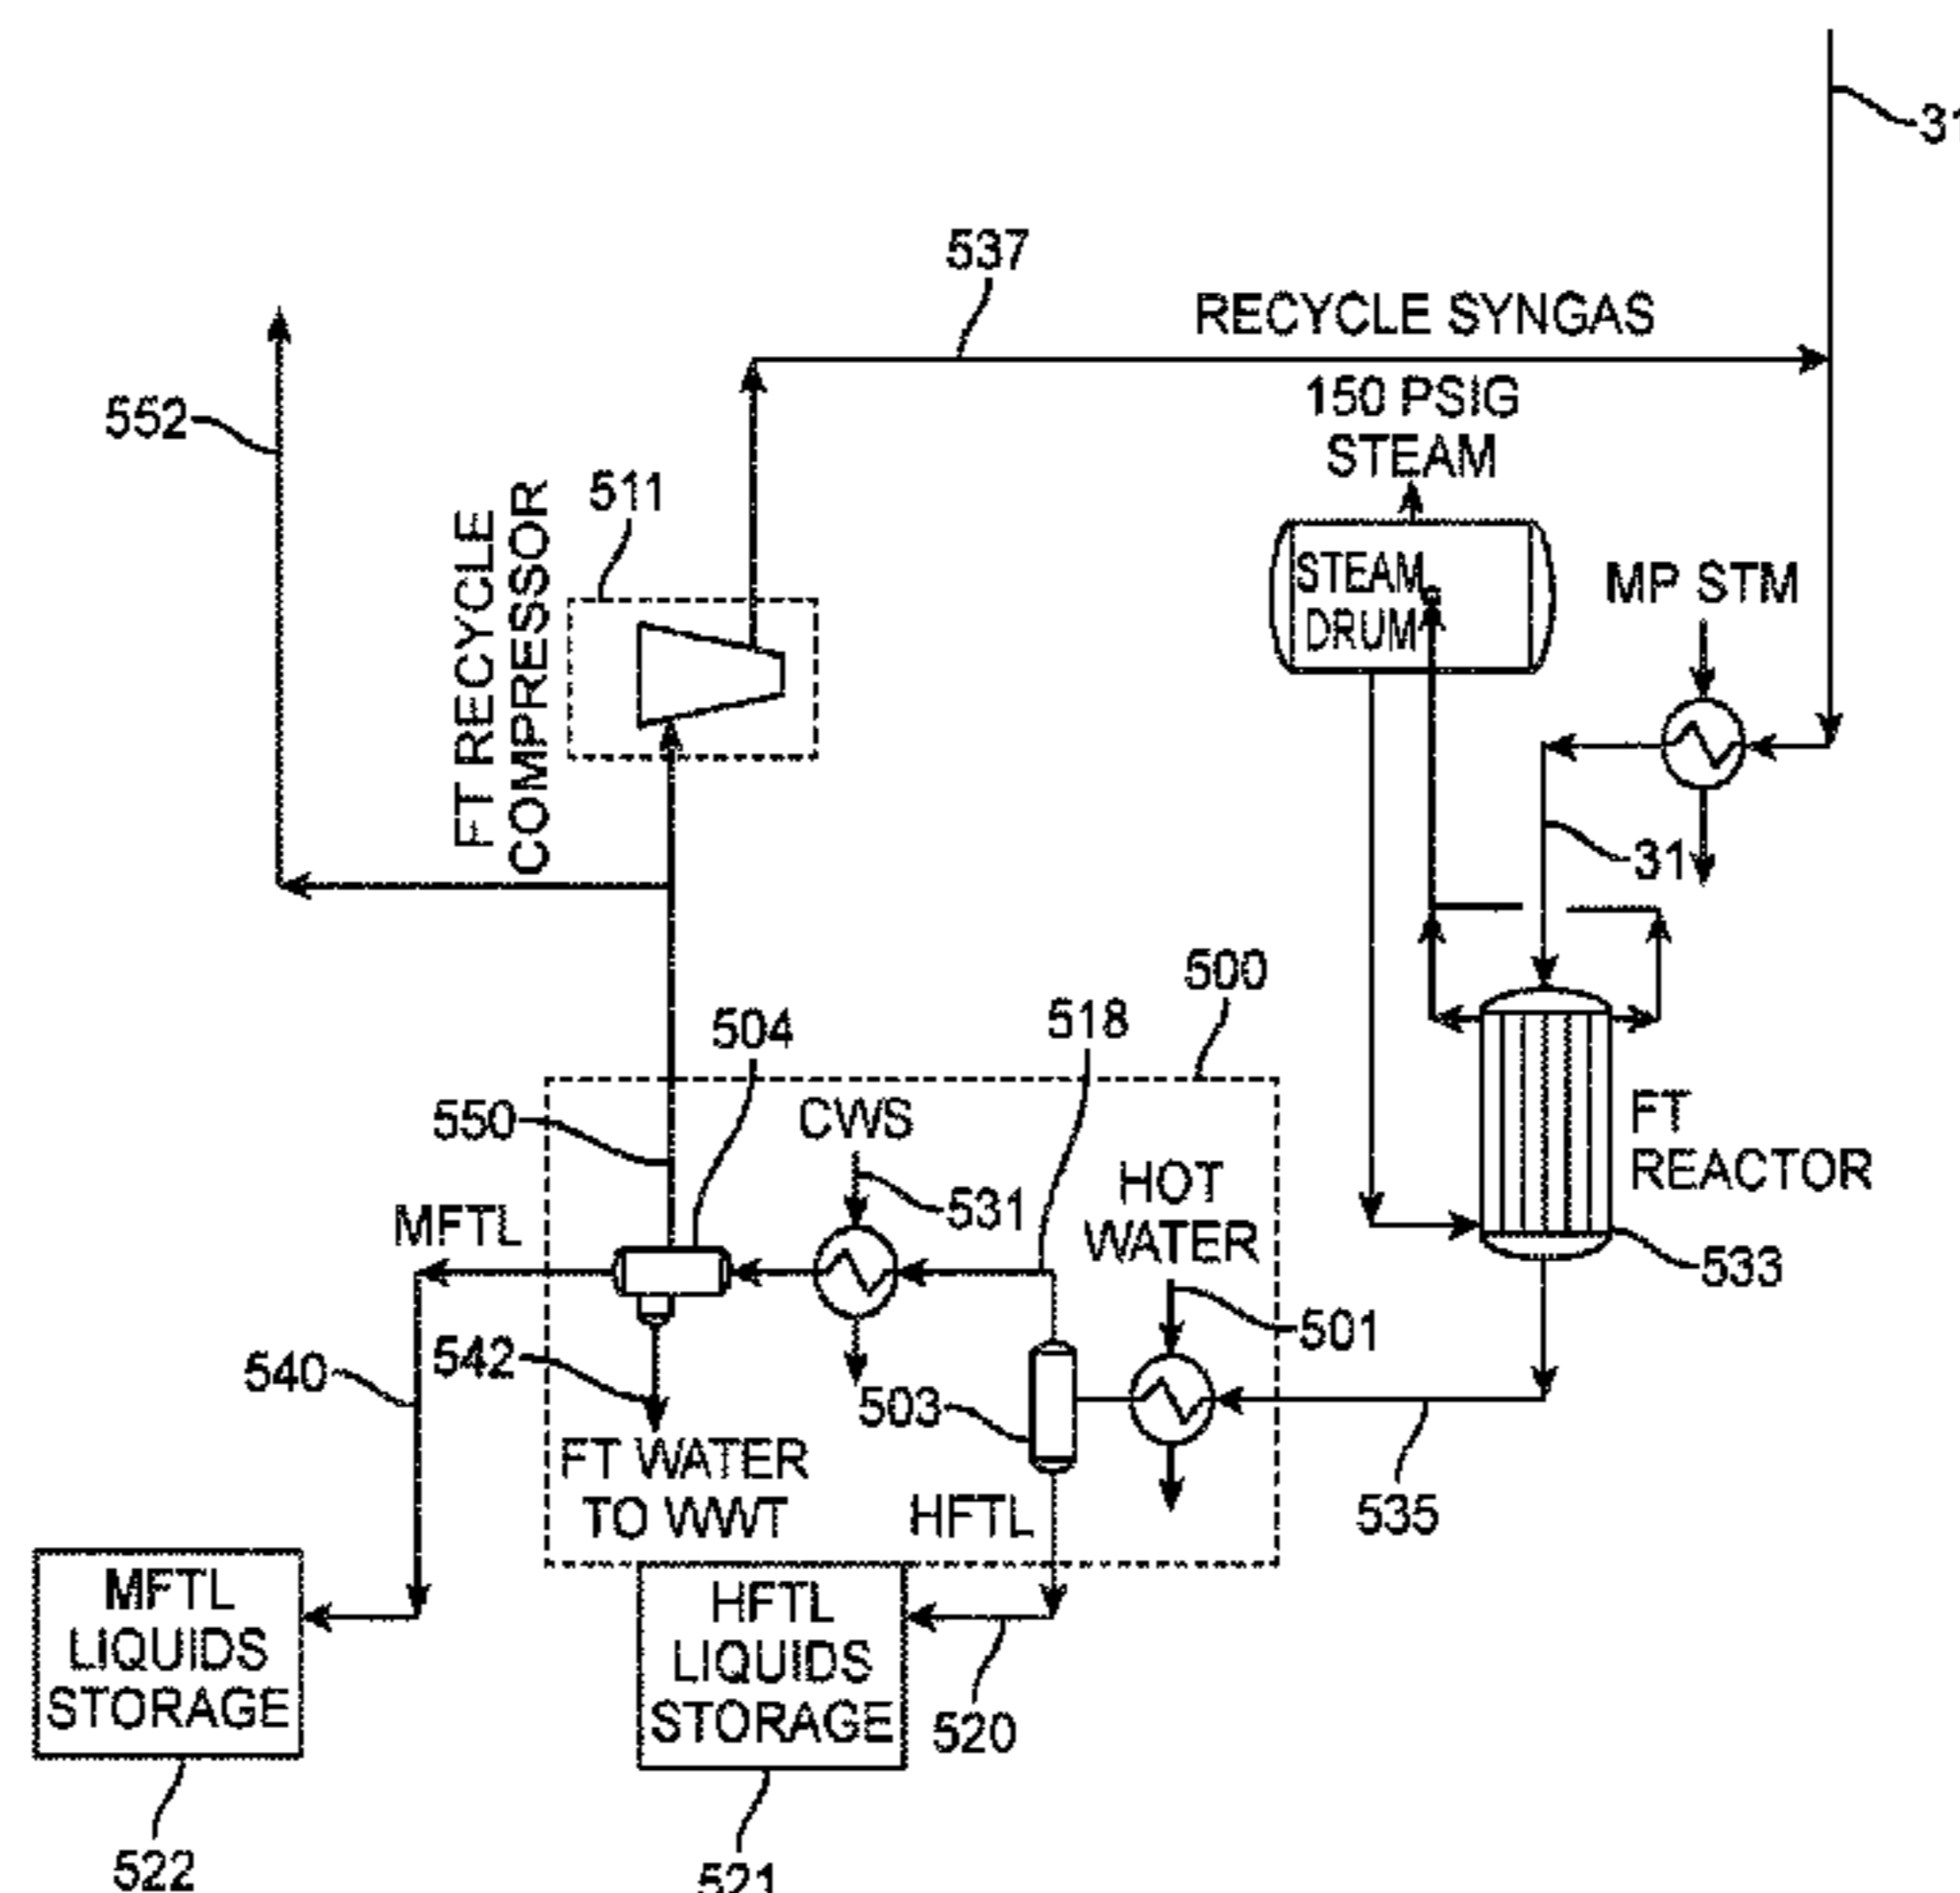 31
537
RECYCLE SYNGAS
552
511
150 PSIG
STEAM
FT RECYCLE
COMPRESSOR
STEAM
DRUM
MP STM
31
500
518
504
550
CWS
FT
REACTOR
HOT
WATER
531
MFTL
533
501
540
542
503
FT WATER
TO WWT
HFTL
535
MFTL
LIQUIDS
STORAGE
HFTL
LIQUIDS
STORAGE
520
522
521